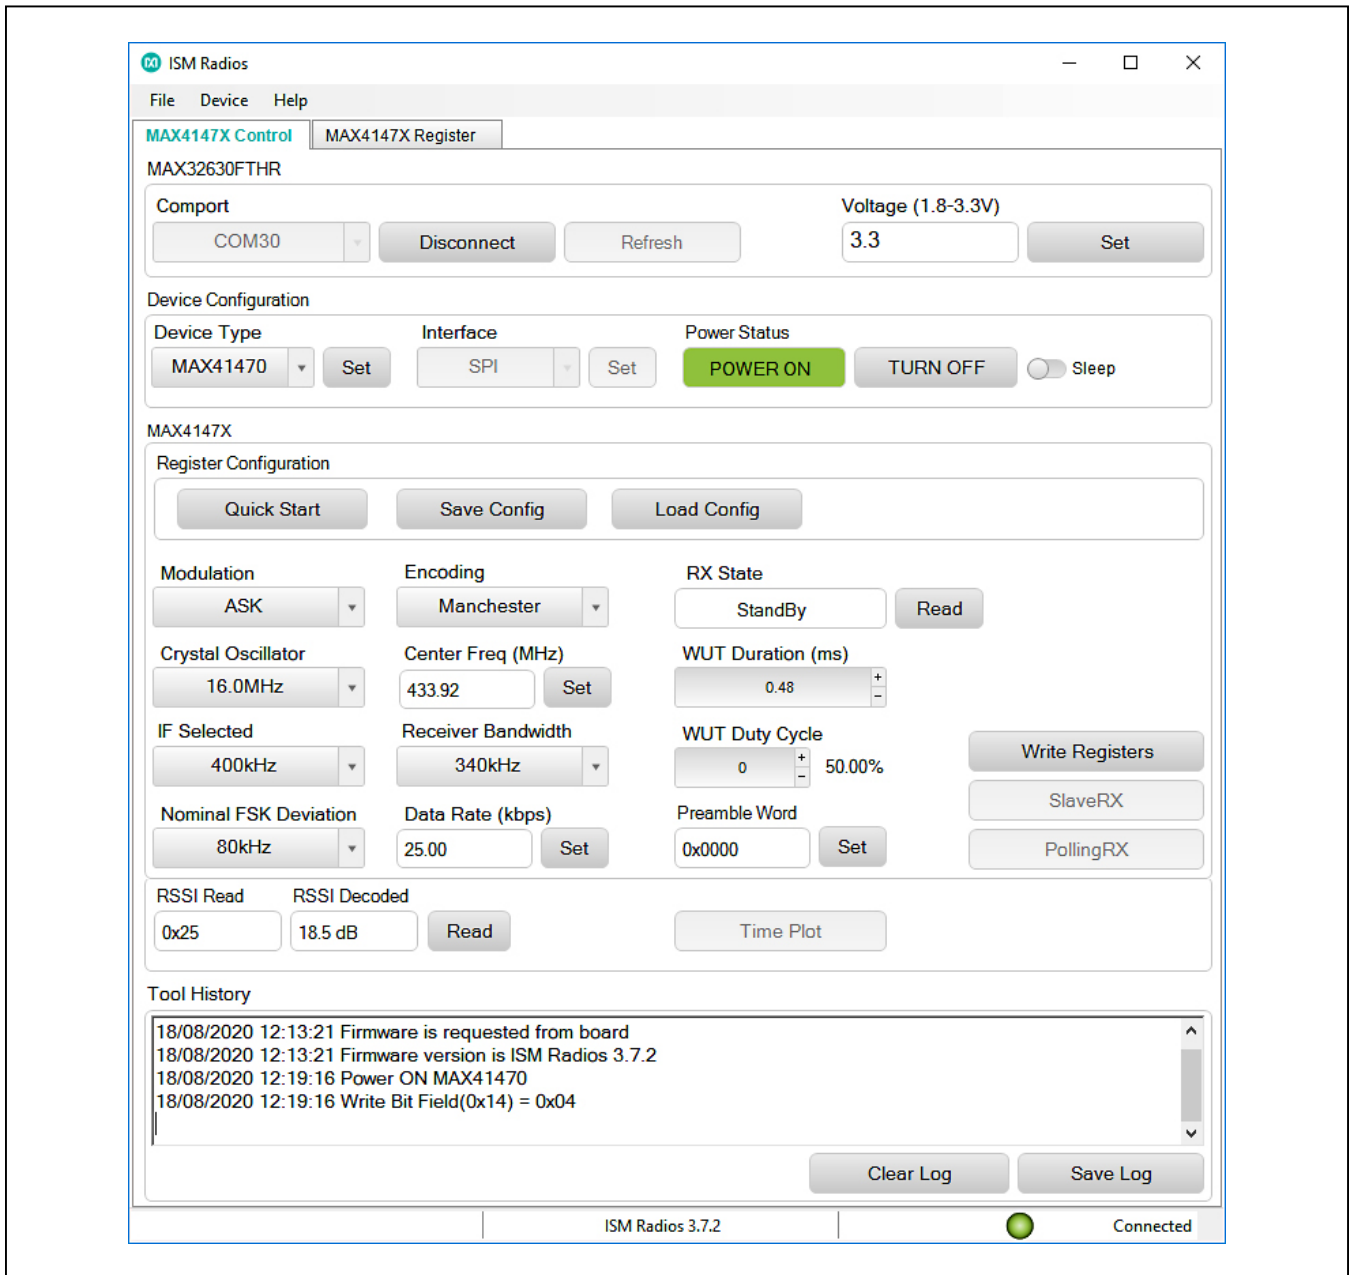 ISM Radios
File Device Help
MAX4147X Control MAX4147X Register
MAX32630FTHR
Comport Voltage (1.8-3.3V)
COM30 Disconnect Refresh 3.3 Set
Device Configuration
Device Type Interface Power Status
MAX41470 Set SPI Set POWER ON TURN OFF Sleep
MAX4147X
Register Configuration
Quick Start Save Config Load Config
Modulation Encoding RX State
ASK Manchester StandBy Read
Crystal Oscillator Center Freq (MHz) WUT Duration (ms)
16.0MHz 433.92 Set 0.48 + −
IF Selected Receiver Bandwidth WUT Duty Cycle
400kHz 340kHz 0 + − 50.00% Write Registers
SlaveRX
Nominal FSK Deviation Data Rate (kbps) Preamble Word
80kHz 25.00 Set 0x0000 Set PollingRX
RSSI Read RSSI Decoded
0x25 18.5 dB Read Time Plot
Tool History
18/08/2020 12:13:21 Firmware is requested from board
18/08/2020 12:13:21 Firmware version is ISM Radios 3.7.2
18/08/2020 12:19:16 Power ON MAX41470
18/08/2020 12:19:16 Write Bit Field(0x14) = 0x04
Clear Log Save Log
ISM Radios 3.7.2 Connected